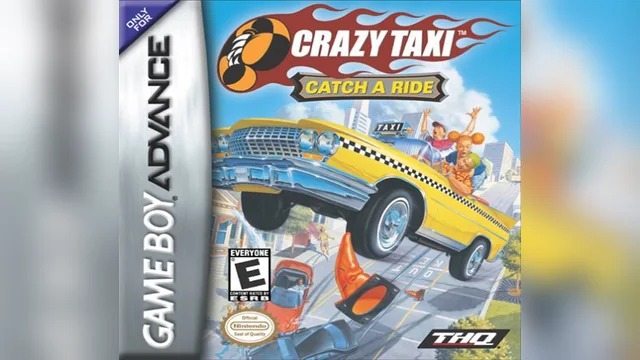 ONLY
FOR
GAME BOY ADVANCE
CRAZY TAXI™
CATCH A RIDE
TAXI
EVERYONE
E
CONTENT RATED BY
ESRB
Official
Nintendo
Seal of Quality
THQ